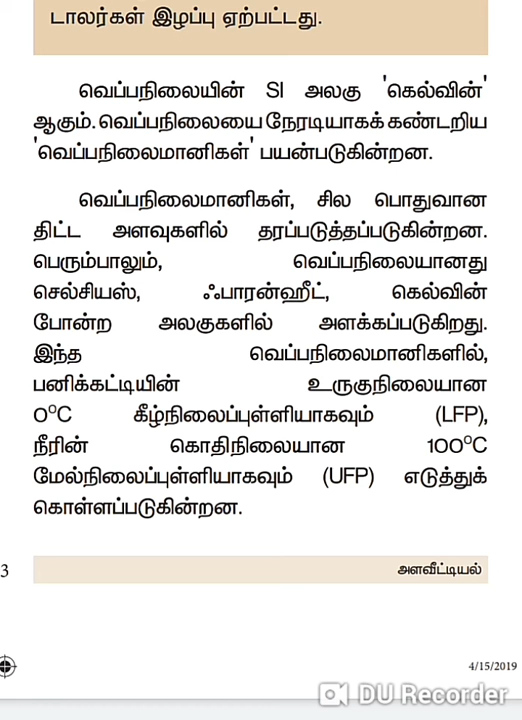 டாலர்கள் இழப்பு ஏற்பட்டது.
வெப்பநிலையின் SI அலகு 'கெல்வின்'
ஆகும். வெப்பநிலையை நேரடியாகக் கண்டறிய
'வெப்பநிலைமானிகள்' பயன்படுகின்றன.
வெப்பநிலைமானிகள், சில பொதுவான
திட்ட அளவுகளில் தரப்படுத்தப்படுகின்றன.
பெரும்பாலும், வெப்பநிலையானது
செல்சியஸ், ஃபாரன்ஹீட், கெல்வின்
போன்ற அலகுகளில் அளக்கப்படுகிறது.
இந்த வெப்பநிலைமானிகளில்,
பனிக்கட்டியின் உருகுநிலையான
0°C கீழ்நிலைப்புள்ளியாகவும் (LFP),
நீரின் கொதிநிலையான 100°C
மேல்நிலைப்புள்ளியாகவும் (UFP) எடுத்துக்
கொள்ளப்படுகின்றன.
3 அளவீட்டியல்
4/15/2019
DU Recorder